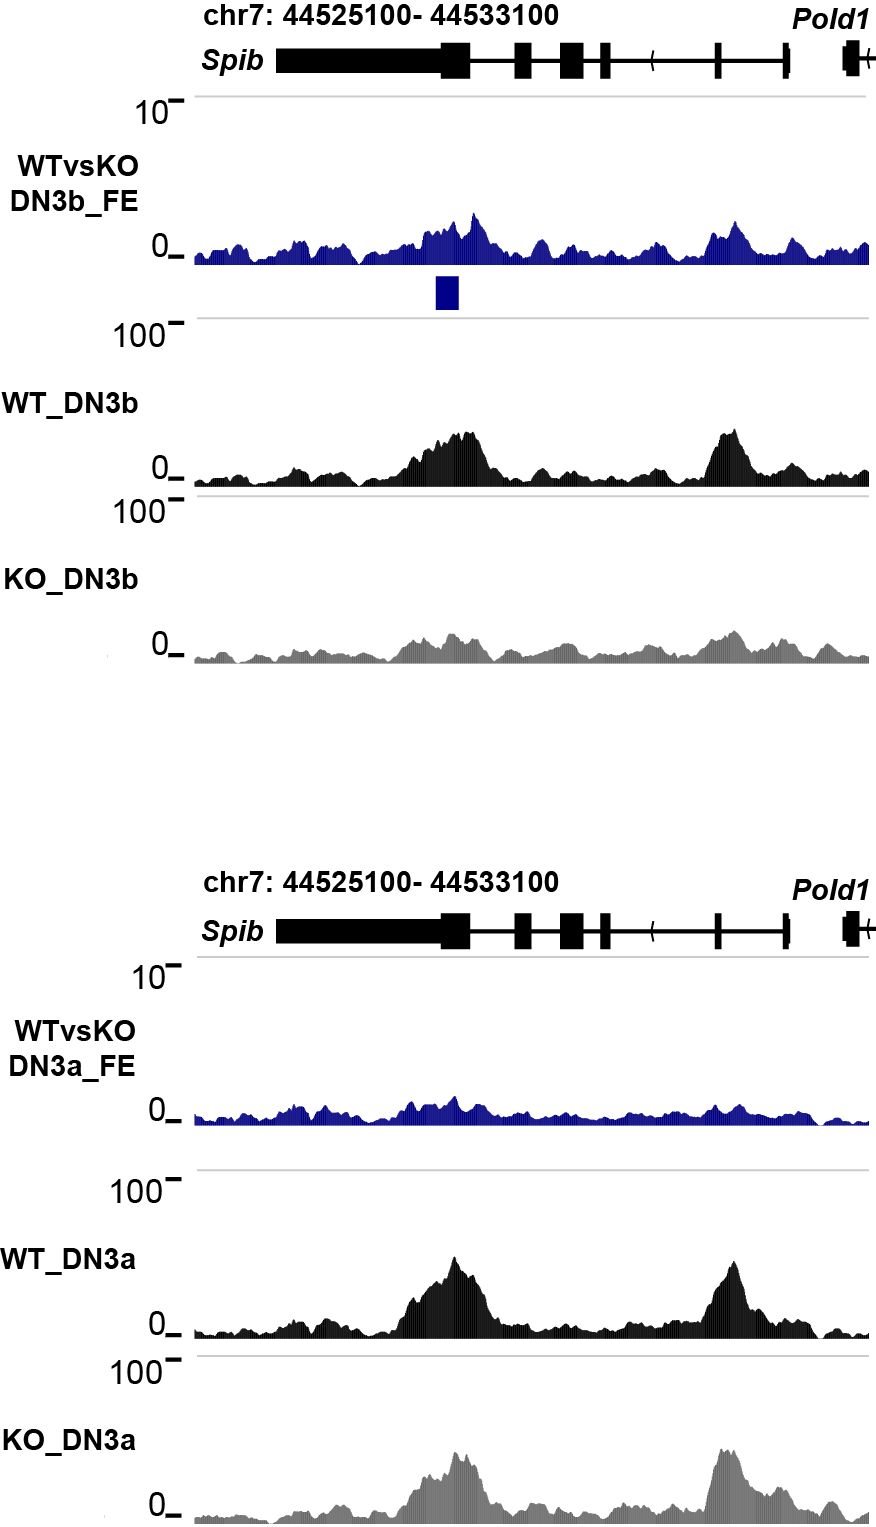 chr7: 44525100- 44533100
Pold1
Spib
10
WTvsKO
DN3b_FE
0
100
WT_DN3b
0
100
KO_DN3b
0
chr7: 44525100- 44533100
Pold1
Spib
10
WTvsKO
DN3a_FE
0
100
WT_DN3a
0
100
KO_DN3a
0